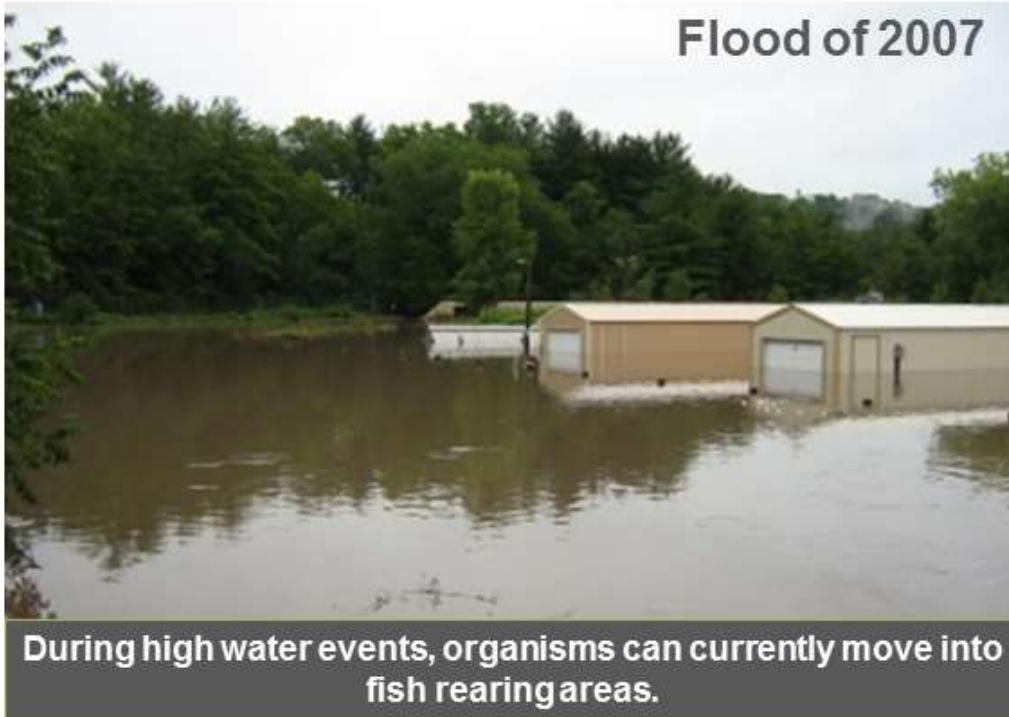 Flood of 2007
During high water events, organisms can currently move into
fish rearing areas.